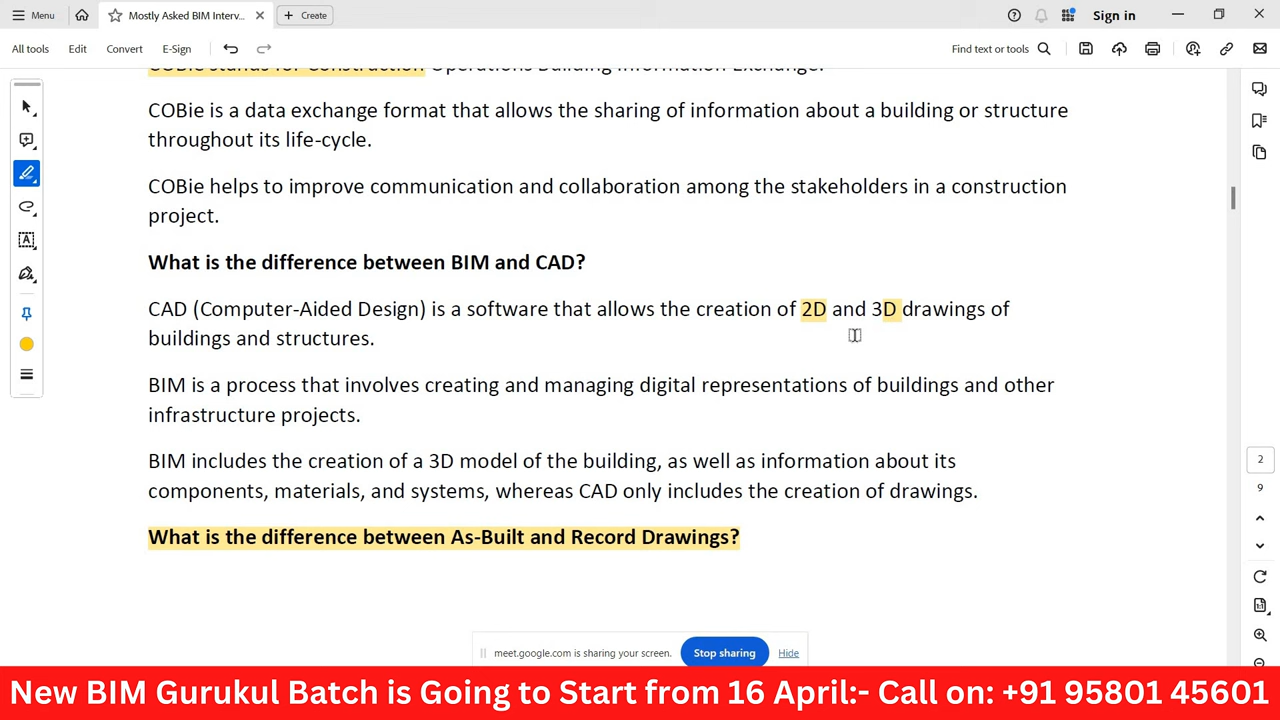 Menu
Mostly Asked BIM Interv...
Create
Sign in
All tools
Edit
Convert
E-Sign
Find text or tools
COBie stands for Construction Operations Building Information Exchange.
COBie is a data exchange format that allows the sharing of information about a building or structure
throughout its life-cycle.
COBie helps to improve communication and collaboration among the stakeholders in a construction
project.
What is the difference between BIM and CAD?
CAD (Computer-Aided Design) is a software that allows the creation of 2D and 3D drawings of
buildings and structures.
BIM is a process that involves creating and managing digital representations of buildings and other
infrastructure projects.
BIM includes the creation of a 3D model of the building, as well as information about its
components, materials, and systems, whereas CAD only includes the creation of drawings.
What is the difference between As-Built and Record Drawings?
2
9
meet.google.com is sharing your screen.
Stop sharing
Hide
New BIM Gurukul Batch is Going to Start from 16 April:- Call on: +91 95801 45601